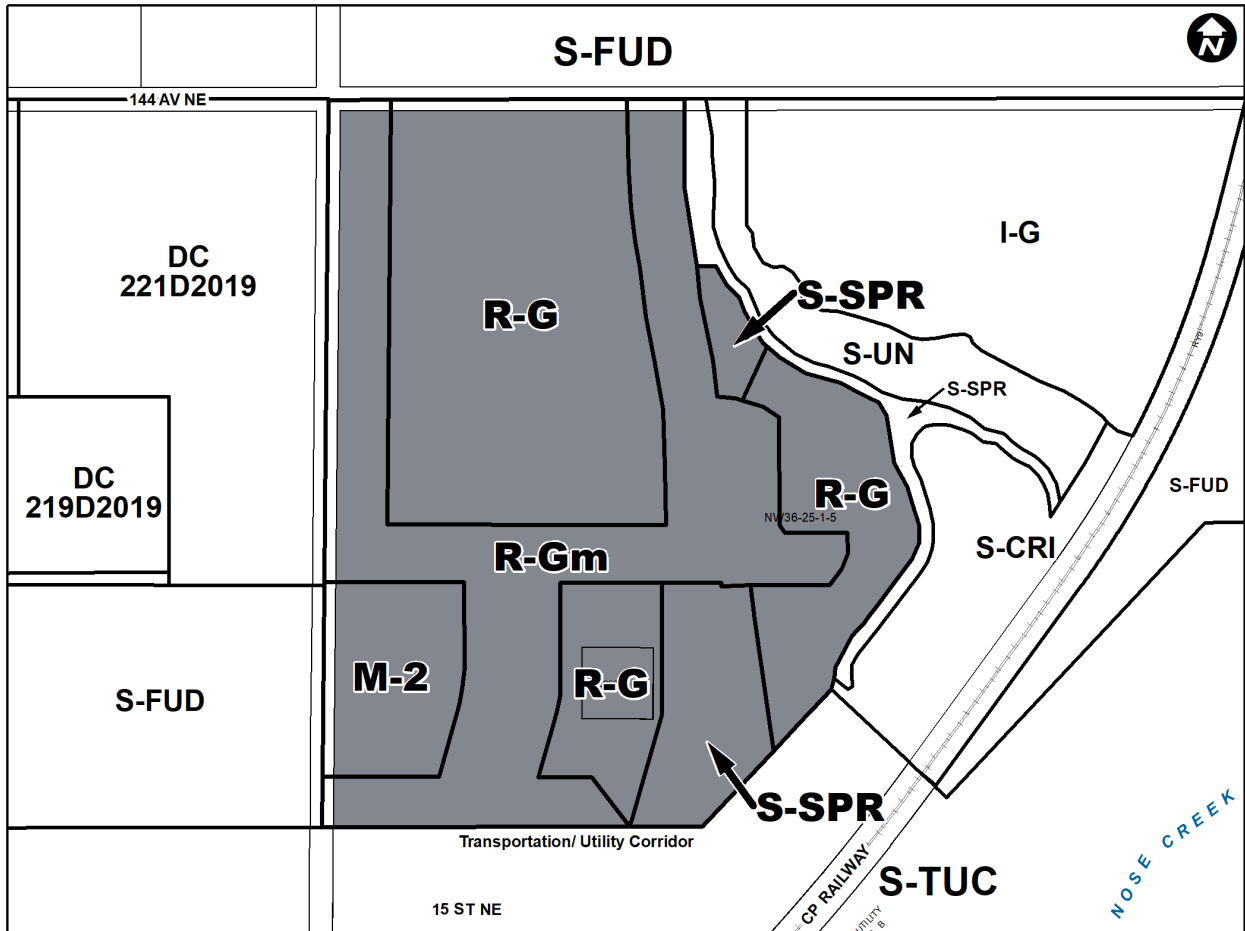 S-FUD
N
144 AV NE
DC
221D2019
I-G
S-SPR
R-G
S-UN
S-SPR
DC
219D2019
R-G
S-FUD
NW36-25-1-5
R-Gm
S-CRI
M-2
R-G
S-FUD
S-SPR
Transportation/ Utility Corridor
NOSE CREEK
CP RAILWAY
S-TUC
15 ST NE
UTILITY
B